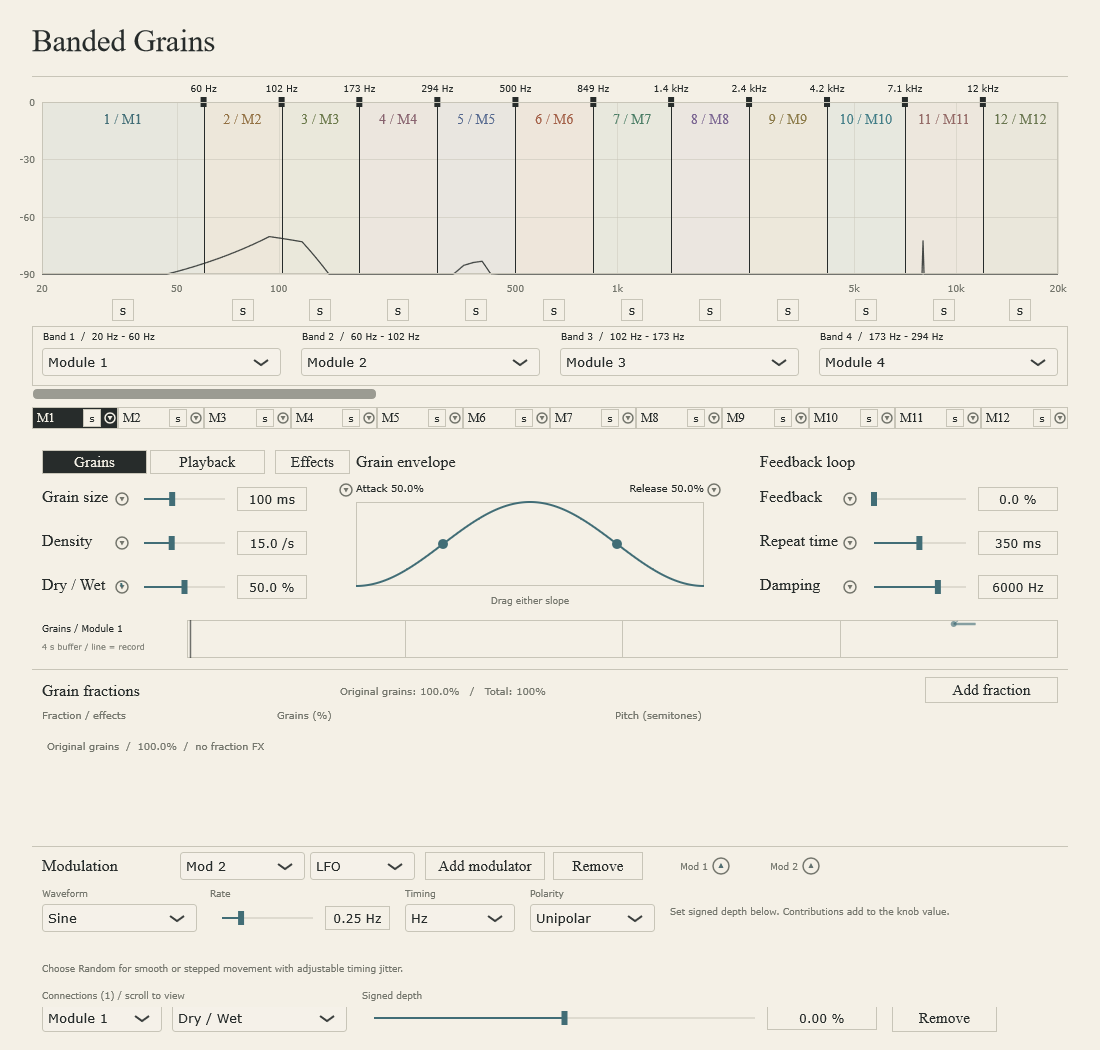 Banded Grains
60 Hz 102 Hz 173 Hz 294 Hz 500 Hz 849 Hz 1.4 kHz 2.4 kHz 4.2 kHz 7.1 kHz 12 kHz
0
1 / M1 2 / M2 3 / M3 4 / M4 5 / M5 6 / M6 7 / M7 8 / M8 9 / M9 10 / M10 11 / M11 12 / M12
-30
-60
-90
20 50 100 500 1k 5k 10k 20k
S S S S S S S S S S S S
Band 1 / 20 Hz - 60 Hz Band 2 / 60 Hz - 102 Hz Band 3 / 102 Hz - 173 Hz Band 4 / 173 Hz - 294 Hz
Module 1 Module 2 Module 3 Module 4
M1 S M2 S M3 S M4 S M5 S M6 S M7 S M8 S M9 S M10 S M11 S M12 S
Grains Playback Effects Grain envelope Feedback loop
Attack 50.0% Release 50.0%
Grain size 100 ms Feedback 0.0 %
Density 15.0 /s Repeat time 350 ms
Dry / Wet 50.0 % Damping 6000 Hz
Drag either slope
Grains / Module 1
4 s buffer / line = record
Grain fractions Original grains: 100.0% / Total: 100% Add fraction
Fraction / effects Grains (%) Pitch (semitones)
Original grains / 100.0% / no fraction FX
Modulation Mod 2 LFO Add modulator Remove Mod 1 Mod 2
Waveform Rate Timing Polarity
Sine 0.25 Hz Hz Unipolar Set signed depth below. Contributions add to the knob value.
Choose Random for smooth or stepped movement with adjustable timing jitter.
Connections (1) / scroll to view Signed depth
Module 1 Dry / Wet 0.00 % Remove